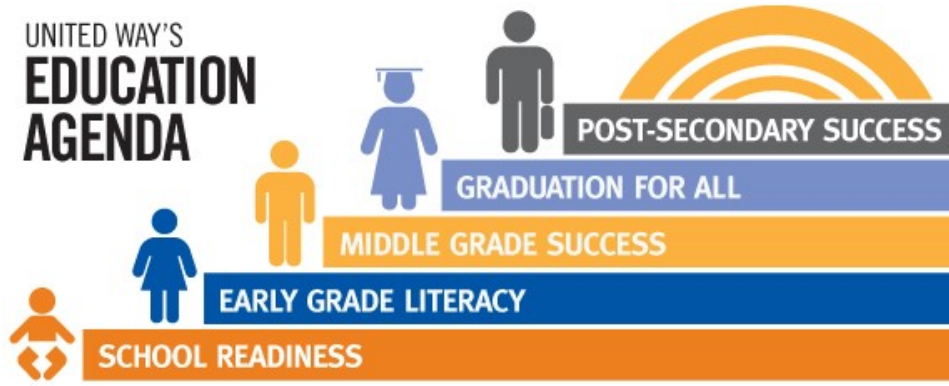 UNITED WAY'S
EDUCATION
AGENDA
POST-SECONDARY SUCCESS
GRADUATION FOR ALL
MIDDLE GRADE SUCCESS
EARLY GRADE LITERACY
SCHOOL READINESS